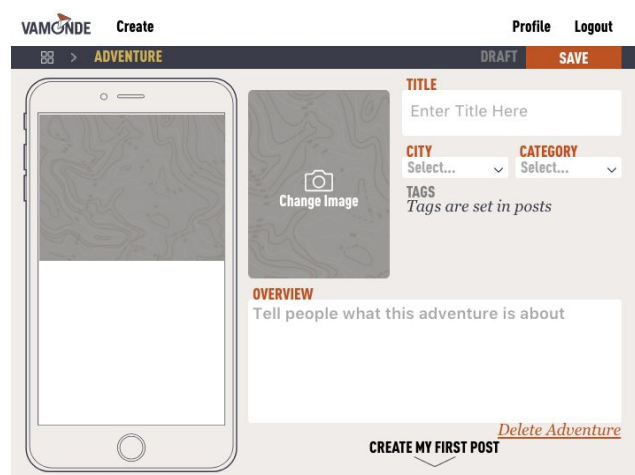 VAMONDE Create Profile Logout
> ADVENTURE DRAFT SAVE
TITLE
Enter Title Here
CITY CATEGORY
Select... Select...
TAGS
Tags are set in posts
Change Image
OVERVIEW
Tell people what this adventure is about
Delete Adventure
CREATE MY FIRST POST